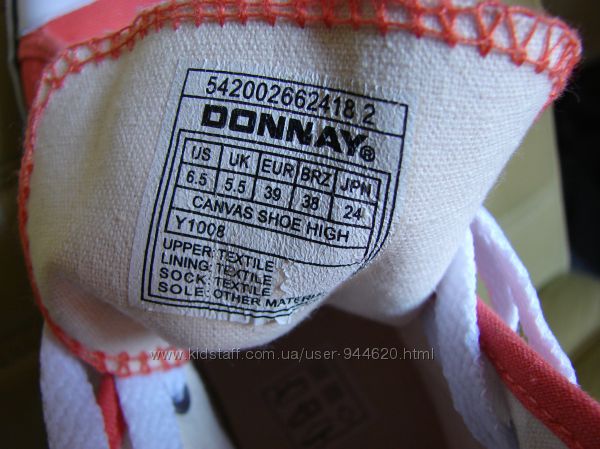 542002662418 2
DONNAY®
US UK EUR BRZ JPN
6.5 5.5 39 38 24
CANVAS SHOE HIGH
Y1008
UPPER: TEXTILE
LINING: TEXTILE
SOCK: TEXTILE
SOLE: OTHER
www.kidstaff.com.ua/user-944620.html